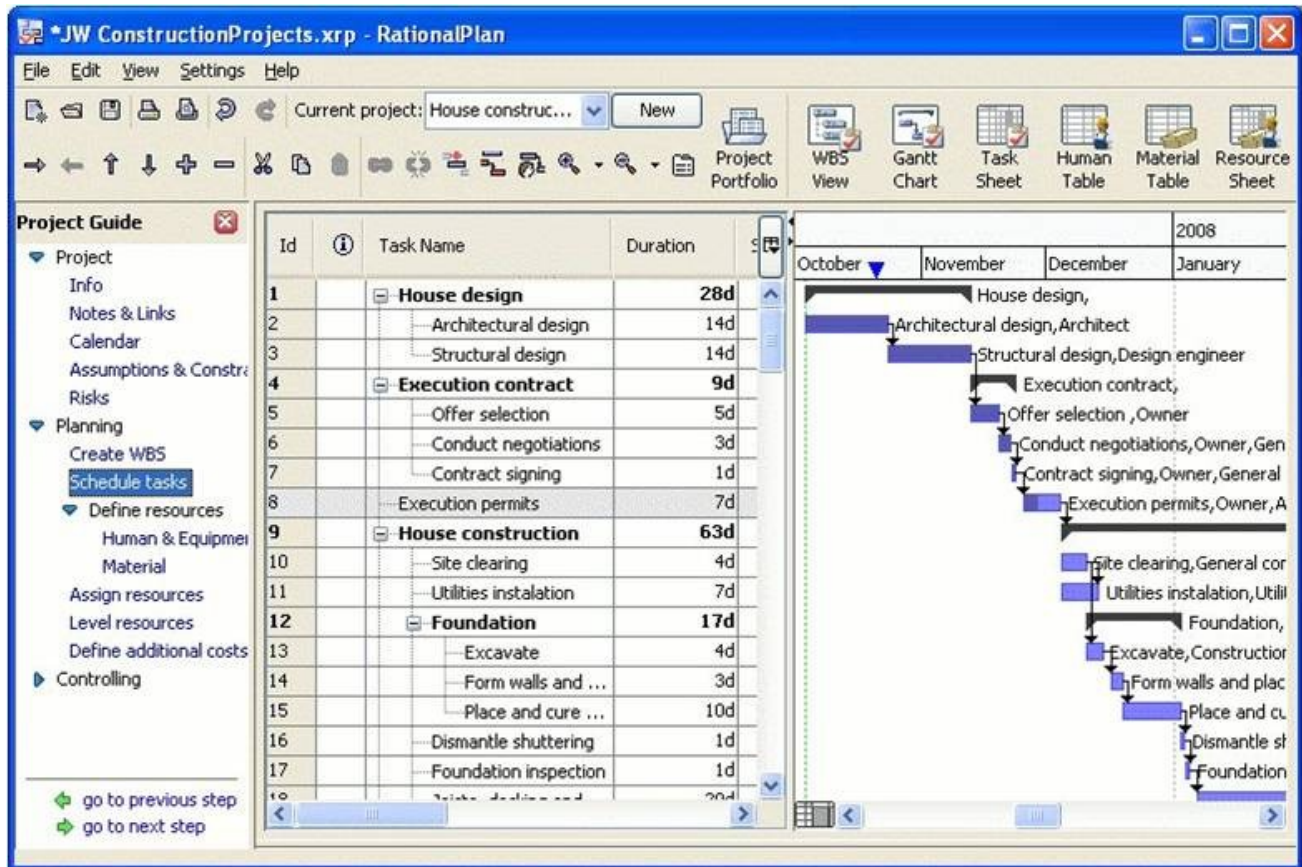 *JW ConstructionProjects.xrp - RationalPlan
File Edit View Settings Help
Current project: House construc... New
Project Portfolio
WBS View
Gantt Chart
Task Sheet
Human Table
Material Table
Resource Sheet
Project Guide
Project
Info
Notes & Links
Calendar
Assumptions & Constra
Risks
Planning
Create WBS
Schedule tasks
Define resources
Human & Equipme
Material
Assign resources
Level resources
Define additional costs
Controlling
go to previous step
go to next step
Id Task Name Duration S
1 House design 28d
2 Architectural design 14d
3 Structural design 14d
4 Execution contract 9d
5 Offer selection 5d
6 Conduct negotiations 3d
7 Contract signing 1d
8 Execution permits 7d
9 House construction 63d
10 Site clearing 4d
11 Utilities instalation 7d
12 Foundation 17d
13 Excavate 4d
14 Form walls and ... 3d
15 Place and cure ... 10d
16 Dismantle shuttering 1d
17 Foundation inspection 1d
2008
October November December January
House design,
Architectural design,Architect
Structural design,Design engineer
Execution contract,
Offer selection ,Owner
Conduct negotiations,Owner,Gen
Contract signing,Owner,General
Execution permits,Owner,A
Site clearing,General cor
Utilities instalation,Utili
Foundation,
Excavate,Construction
Form walls and plac
Place and cu
Dismantle sh
Foundation